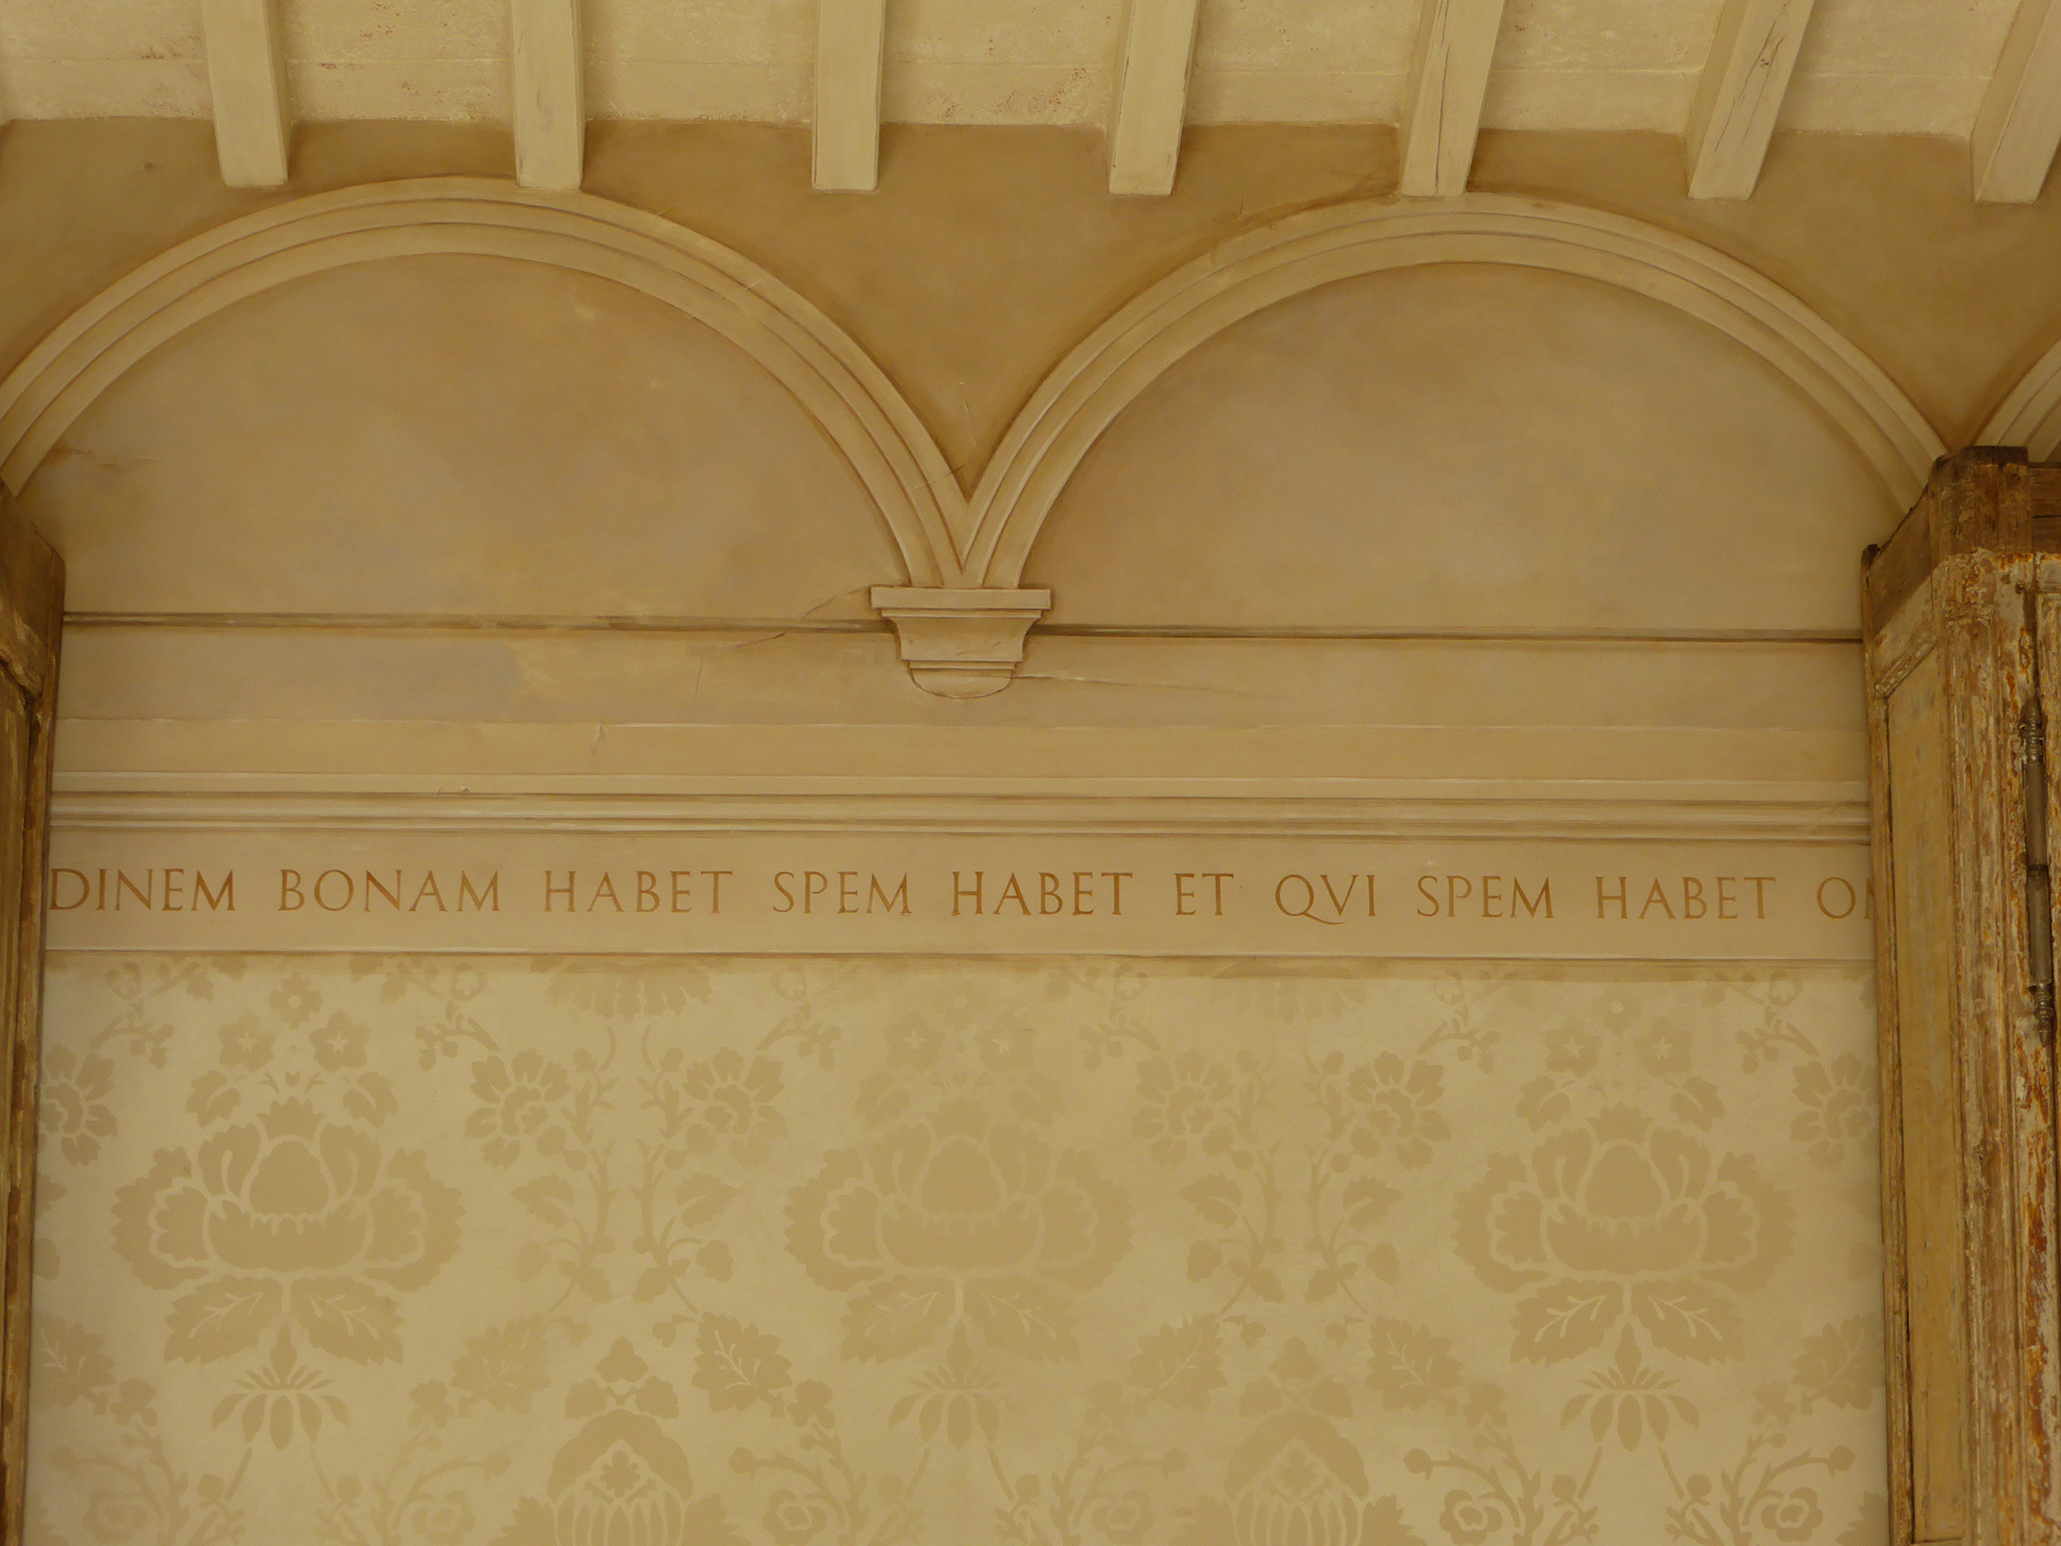 DINEM BONAM HABET SPEM HABET ET QVI SPEM HABET